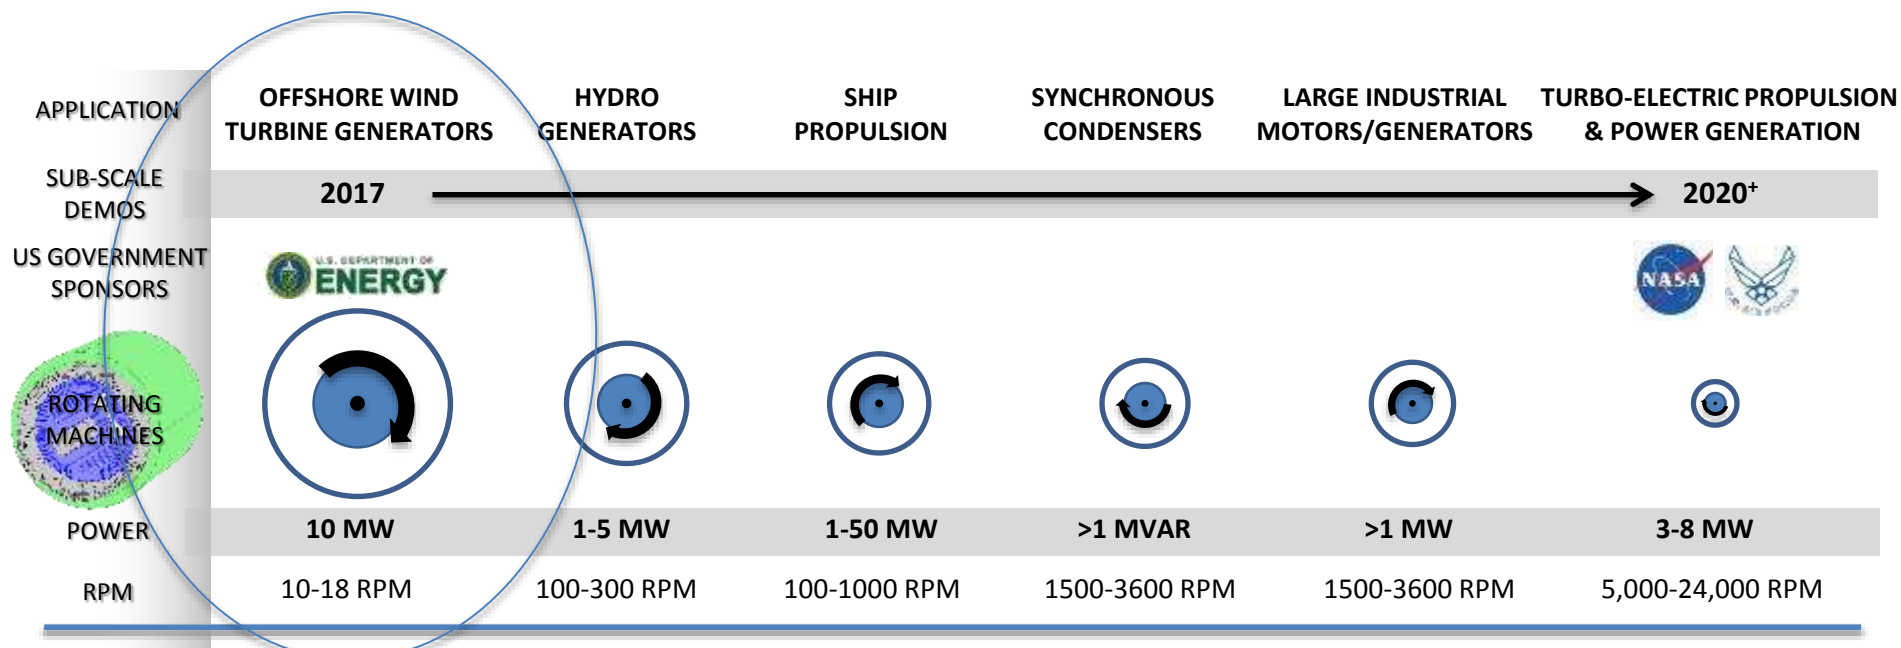 APPLICATION
OFFSHORE WIND
TURBINE GENERATORS
HYDRO
GENERATORS
SHIP
PROPULSION
SYNCHRONOUS
CONDENSERS
LARGE INDUSTRIAL
MOTORS/GENERATORS
TURBO-ELECTRIC PROPULSION
& POWER GENERATION
SUB-SCALE
DEMOS
2017
2020+
US GOVERNMENT
SPONSORS
U.S. DEPARTMENT OF
ENERGY
NASA
U.S. AIR FORCE
ROTATING
MACHINES
POWER
10 MW
1-5 MW
1-50 MW
>1 MVAR
>1 MW
3-8 MW
RPM
10-18 RPM
100-300 RPM
100-1000 RPM
1500-3600 RPM
1500-3600 RPM
5,000-24,000 RPM